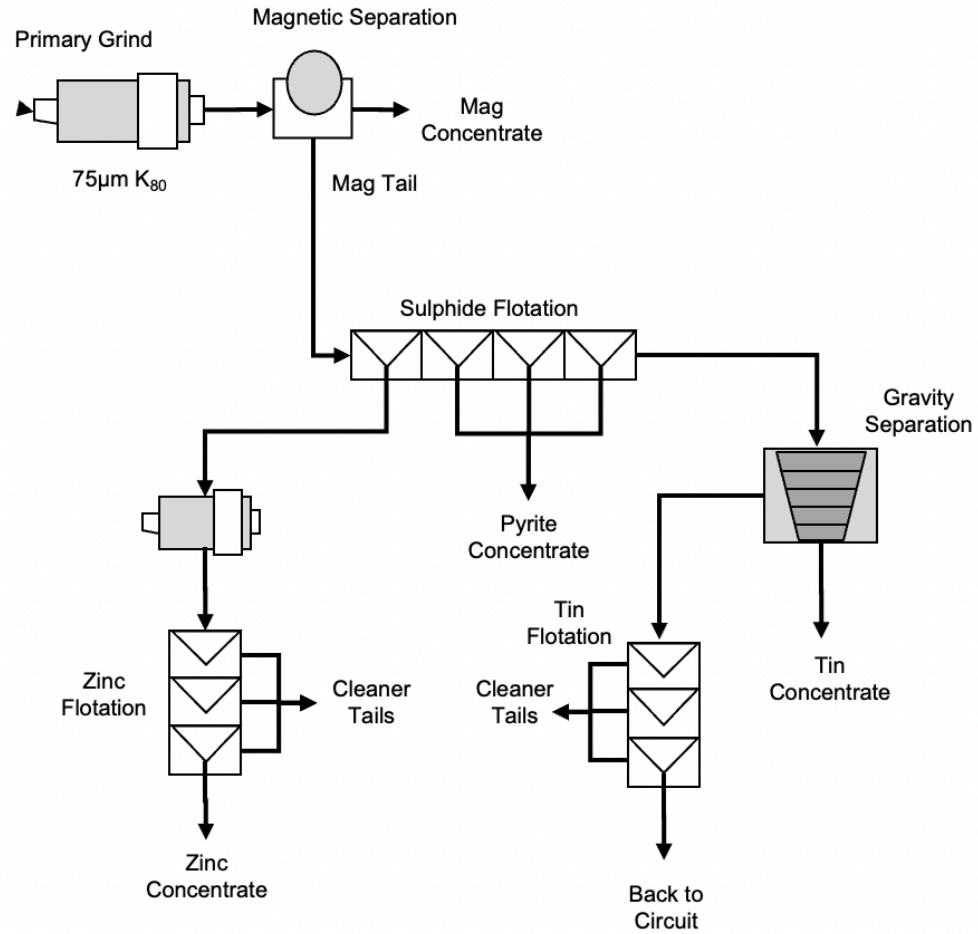 Magnetic Separation
Primary Grind
Mag
Concentrate
75µm K80
Mag Tail
Sulphide Flotation
Gravity
Separation
Pyrite
Concentrate
Tin
Flotation
Zinc
Flotation
Cleaner
Tails
Cleaner
Tails
Tin
Concentrate
Zinc
Concentrate
Back to
Circuit